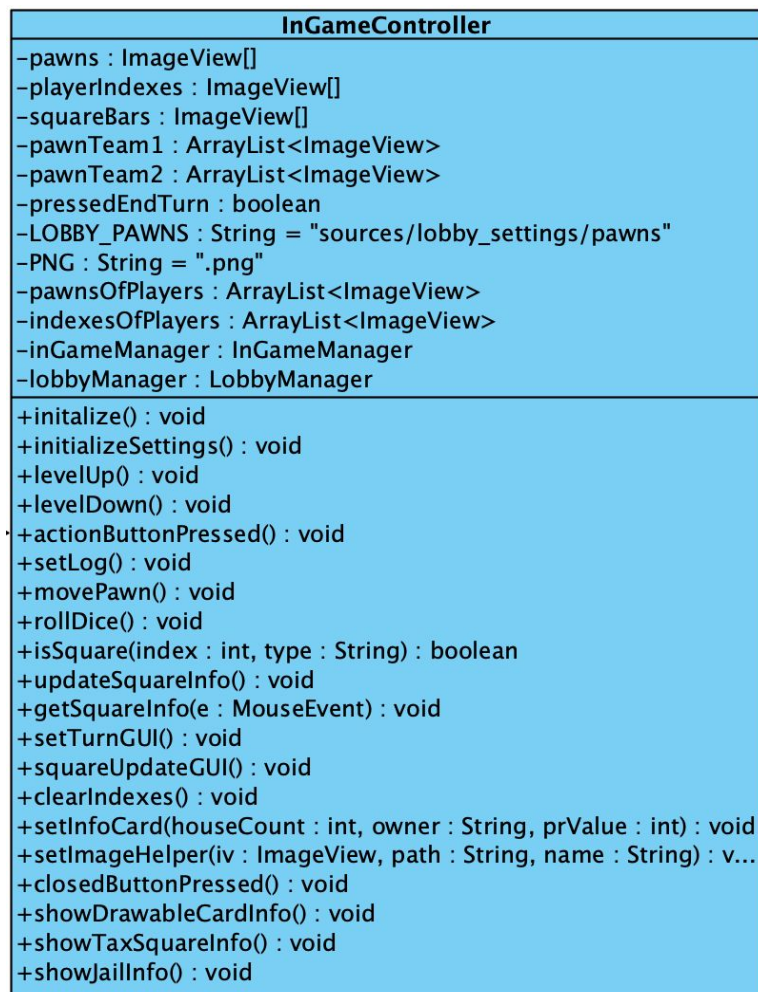 InGameController
-pawns : ImageView[]
-playerIndexes : ImageView[]
-squareBars : ImageView[]
-pawnTeam1 : ArrayList<ImageView>
-pawnTeam2 : ArrayList<ImageView>
-pressedEndTurn : boolean
-LOBBY_PAWNS : String = "sources/lobby_settings/pawns"
-PNG : String = ".png"
-pawnsOfPlayers : ArrayList<ImageView>
-indexesOfPlayers : ArrayList<ImageView>
-inGameManager : InGameManager
-lobbyManager : LobbyManager
+initalize() : void
+initializeSettings() : void
+levelUp() : void
+levelDown() : void
+actionButtonPressed() : void
+setLog() : void
+movePawn() : void
+rollDice() : void
+isSquare(index : int, type : String) : boolean
+updateSquareInfo() : void
+getSquareInfo(e : MouseEvent) : void
+setTurnGUI() : void
+squareUpdateGUI() : void
+clearIndexes() : void
+setInfoCard(houseCount : int, owner : String, prValue : int) : void
+setImageHelper(iv : ImageView, path : String, name : String) : v...
+closedButtonPressed() : void
+showDrawableCardInfo() : void
+showTaxSquareInfo() : void
+showJailInfo() : void